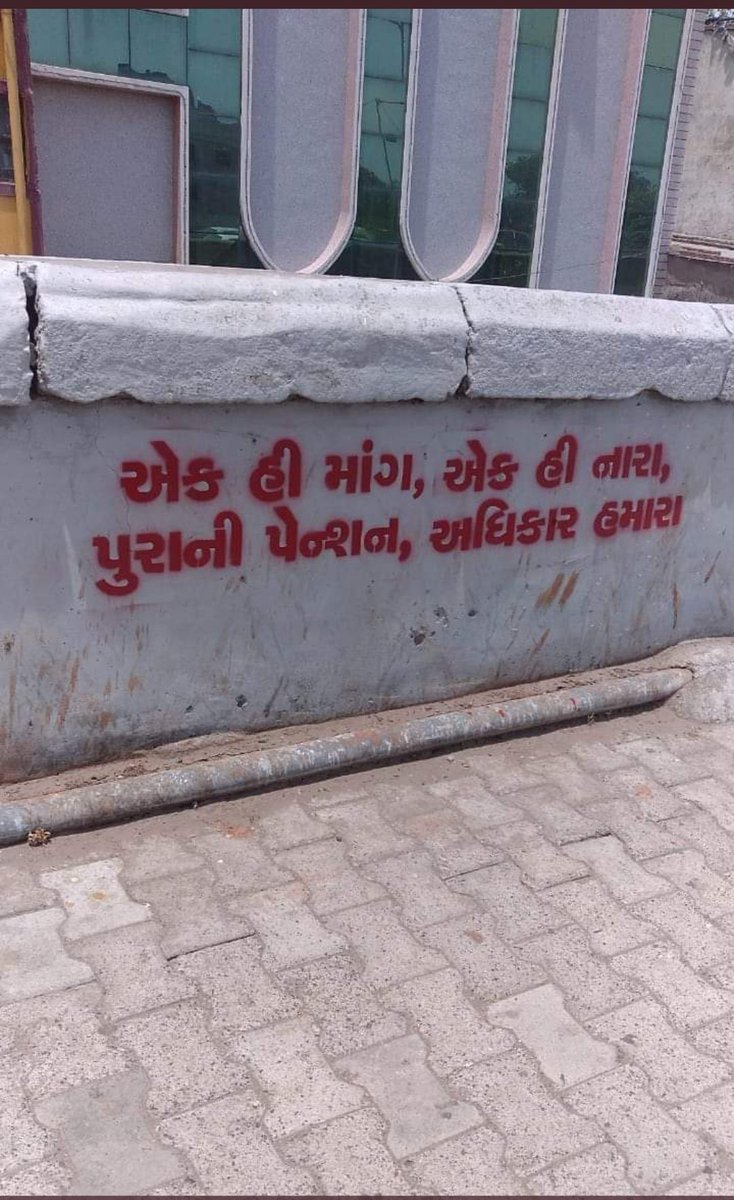 એક હી માંગ, એક હી નારા,
પુરાની પેન્શન, અધિકાર હમારા